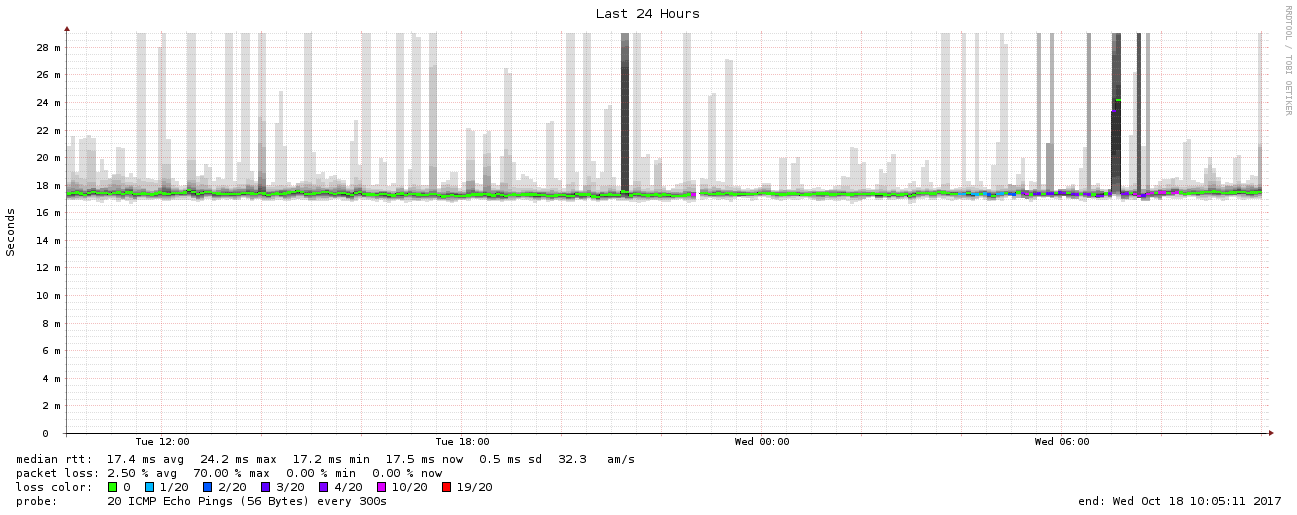 Last 24 Hours
RRDTOOL / TOBI OETIKER
Seconds
28 m
26 m
24 m
22 m
20 m
18 m
16 m
14 m
12 m
10 m
8 m
6 m
4 m
2 m
0
Tue 12:00 Tue 18:00 Wed 00:00 Wed 06:00
median rtt: 17.4 ms avg 24.2 ms max 17.2 ms min 17.5 ms now 0.5 ms sd 32.3 am/s
packet loss: 2.50 % avg 70.00 % max 0.00 % min 0.00 % now
loss color: 0 1/20 2/20 3/20 4/20 10/20 19/20
probe: 20 ICMP Echo Pings (56 Bytes) every 300s end: Wed Oct 18 10:05:11 2017